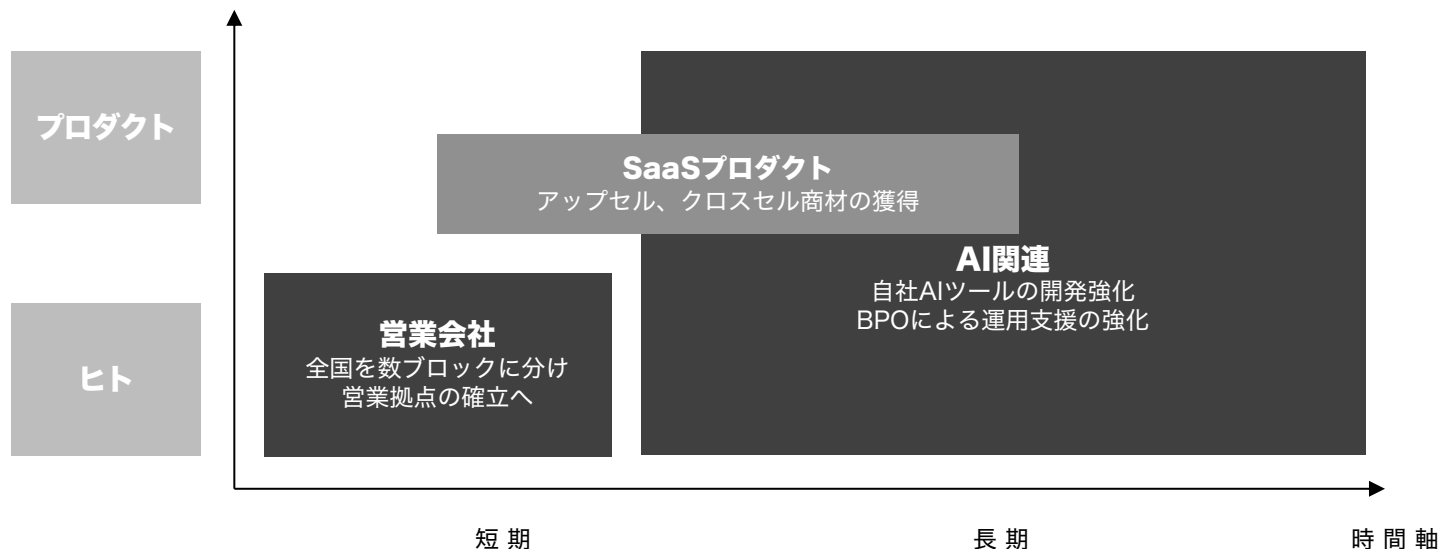 プロダクト
SaaSプロダクト
アップセル、クロスセル商材の獲得
AI関連
自社AIツールの開発強化
BPOによる運用支援の強化
ヒト
営業会社
全国を数ブロックに分け
営業拠点の確立へ
短期
長期
時間軸